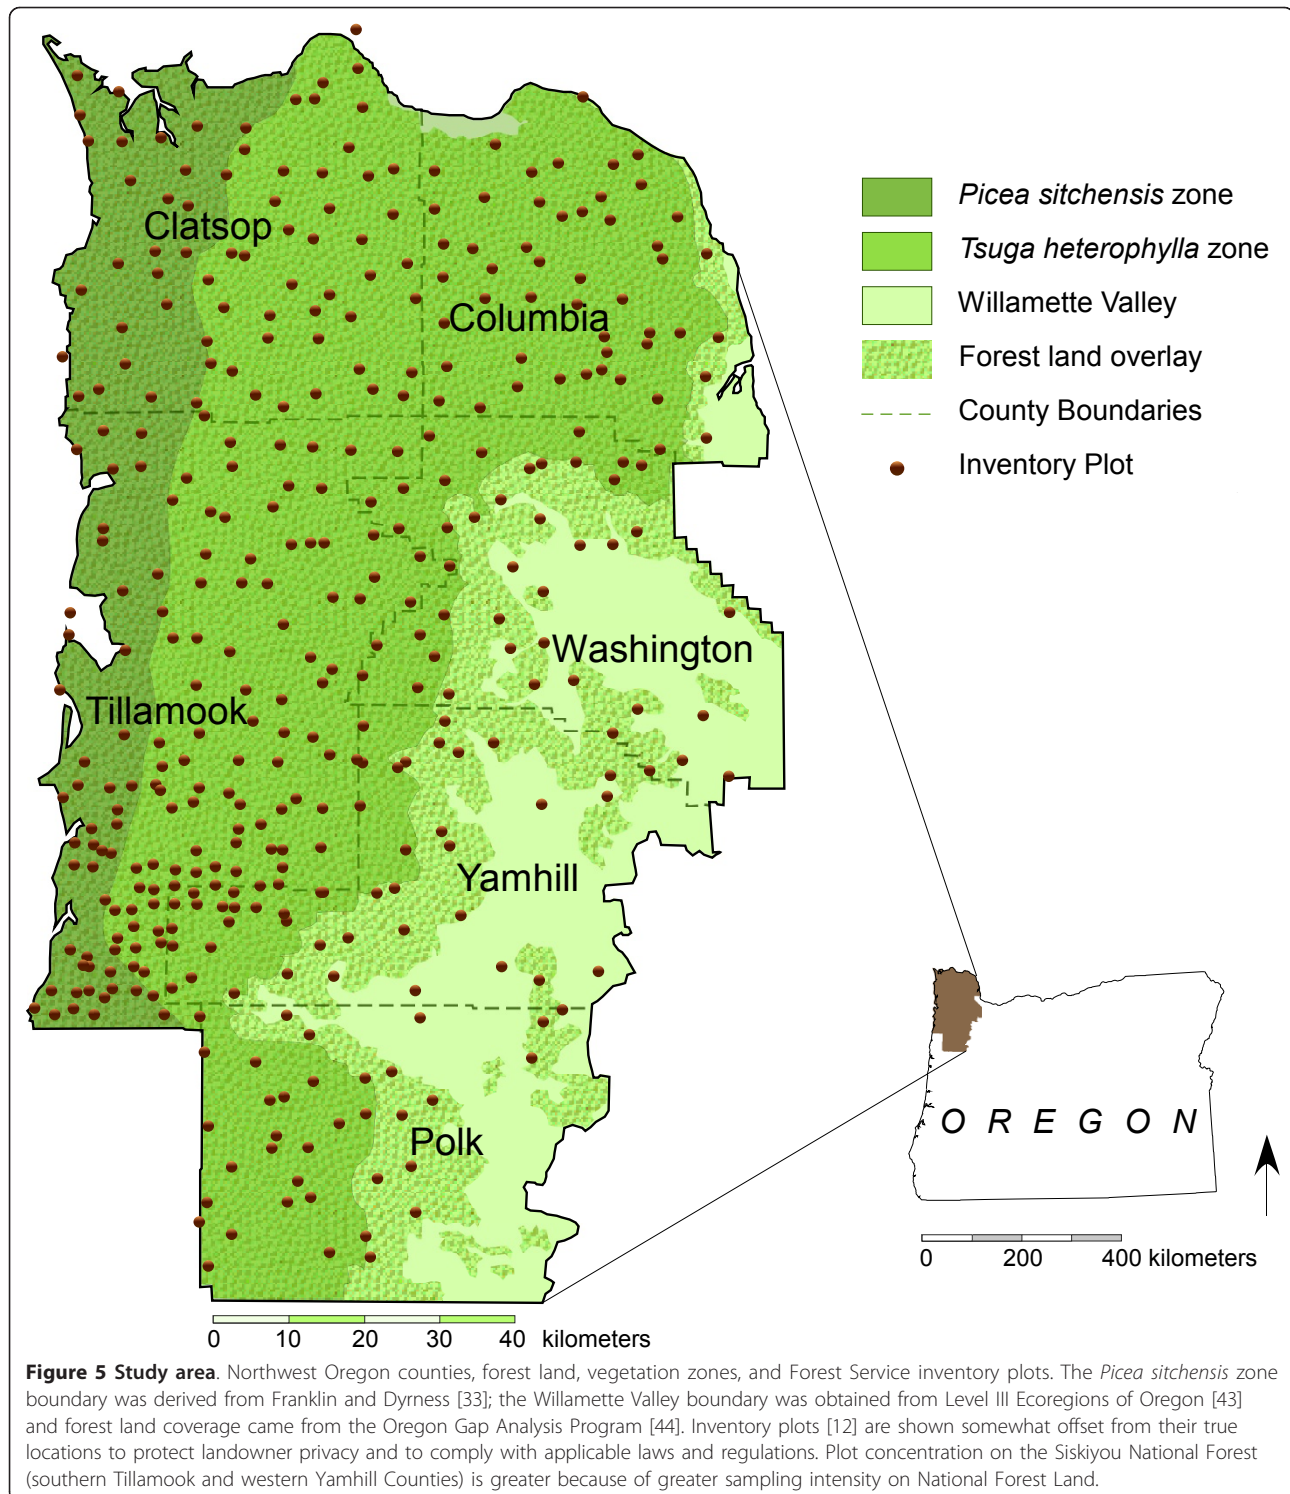 Clatsop
Columbia
Tillamook
Washington
Yamhill
Polk
Picea sitchensis zone
Tsuga heterophylla zone
Willamette Valley
Forest land overlay
County Boundaries
Inventory Plot
OREGON
0 200 400 kilometers
0 10 20 30 40 kilometers
Figure 5 Study area. Northwest Oregon counties, forest land, vegetation zones, and Forest Service inventory plots. The Picea sitchensis zone
boundary was derived from Franklin and Dyrness [33]; the Willamette Valley boundary was obtained from Level III Ecoregions of Oregon [43]
and forest land coverage came from the Oregon Gap Analysis Program [44]. Inventory plots [12] are shown somewhat offset from their true
locations to protect landowner privacy and to comply with applicable laws and regulations. Plot concentration on the Siskiyou National Forest
(southern Tillamook and western Yamhill Counties) is greater because of greater sampling intensity on National Forest Land.